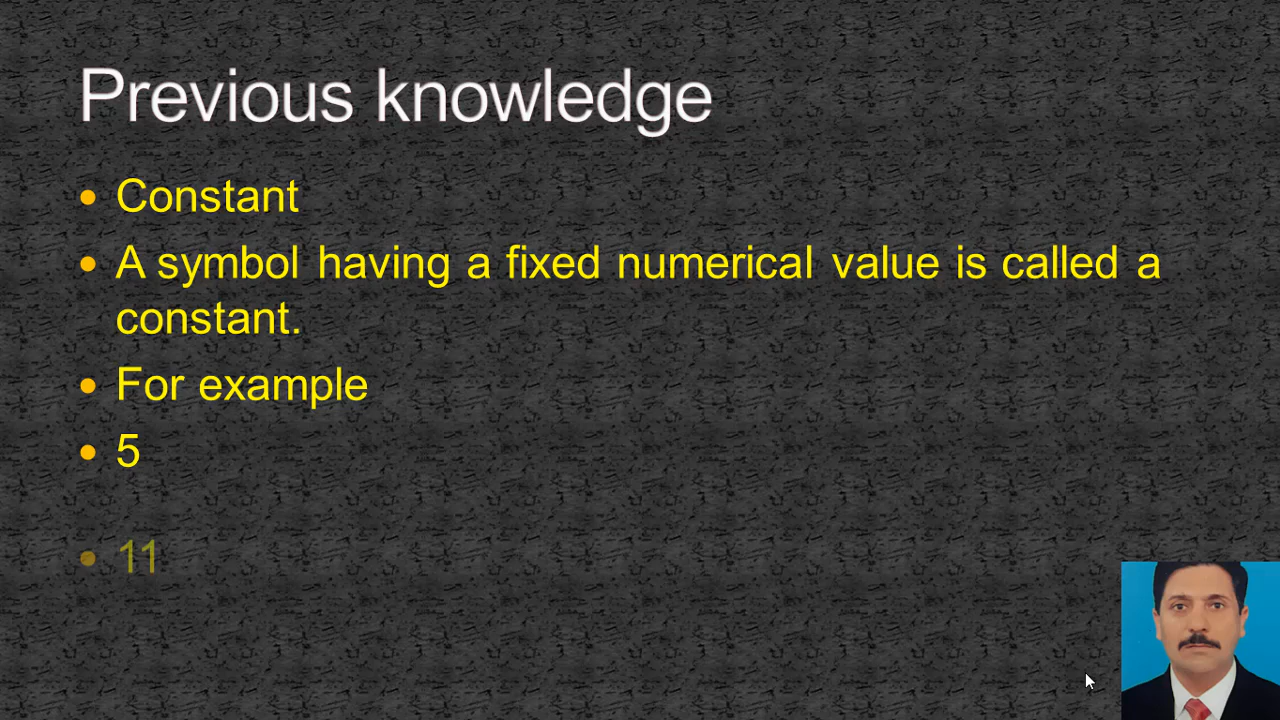 Previous knowledge
Constant
A symbol having a fixed numerical value is called a
constant.
For example
5
11